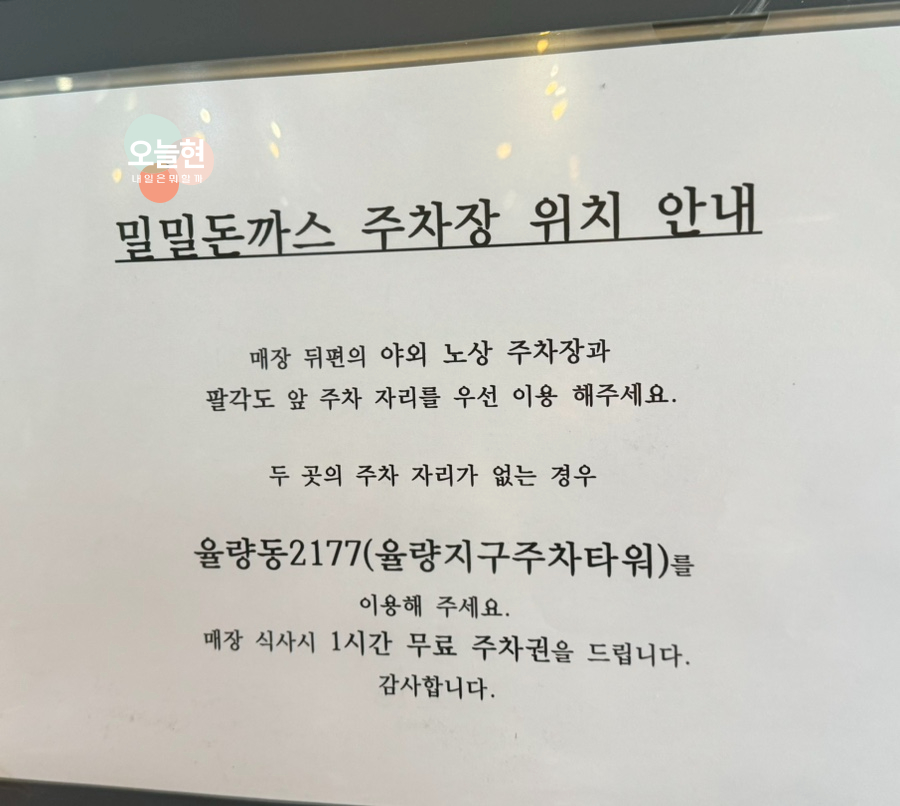 오늘현
내일은뭐할게
밀밀돈까스 주차장 위치 안내
매장 뒤편의 야외 노상 주차장과
팔각도 앞 주차 자리를 우선 이용 해주세요.
두 곳의 주차 자리가 없는 경우
율량동2177(율량지구주차타워)를
이용해 주세요.
매장 식사시 1시간 무료 주차권을 드립니다.
감사합니다.